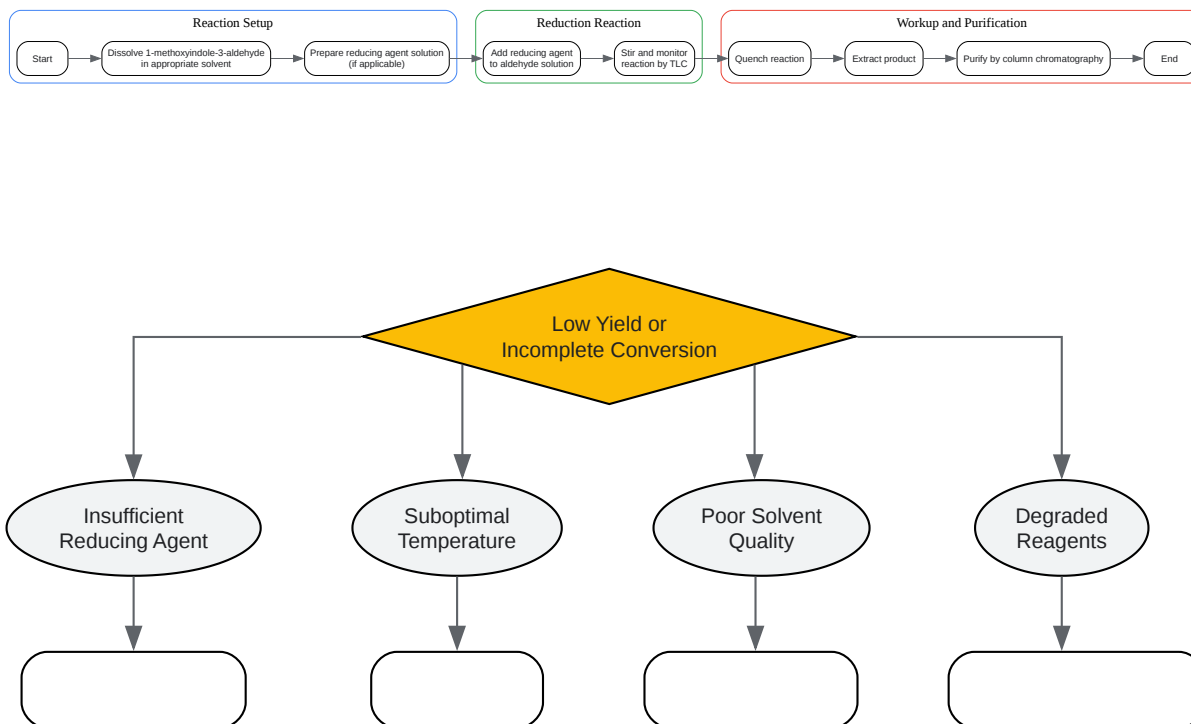 Reaction Setup
Reduction Reaction
Workup and Purification
Start
Dissolve 1-methoxyindole-3-aldehyde
in appropriate solvent
Prepare reducing agent solution
(if applicable)
Add reducing agent
to aldehyde solution
Stir and monitor
reaction by TLC
Quench reaction
Extract product
Purify by column chromatography
End
Low Yield or
Incomplete Conversion
Insufficient
Reducing Agent
Suboptimal
Temperature
Poor Solvent
Quality
Degraded
Reagents